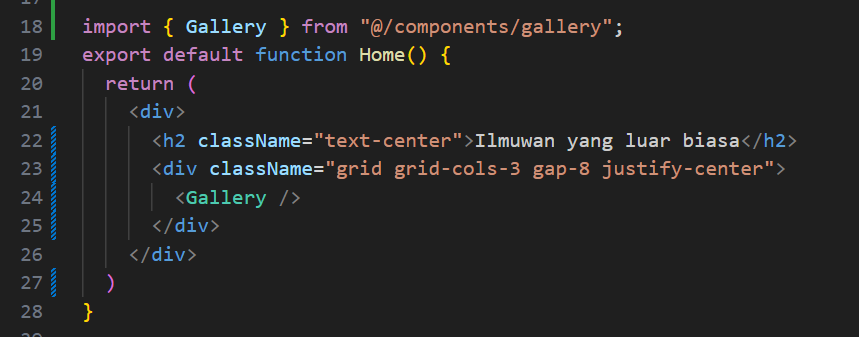 18 import { Gallery } from "@/components/gallery";
19 export default function Home() {
20 return (
21 <div>
22 <h2 className="text-center">Ilmuwan yang luar biasa</h2>
23 <div className="grid grid-cols-3 gap-8 justify-center">
24 <Gallery />
25 </div>
26 </div>
27 )
28 }